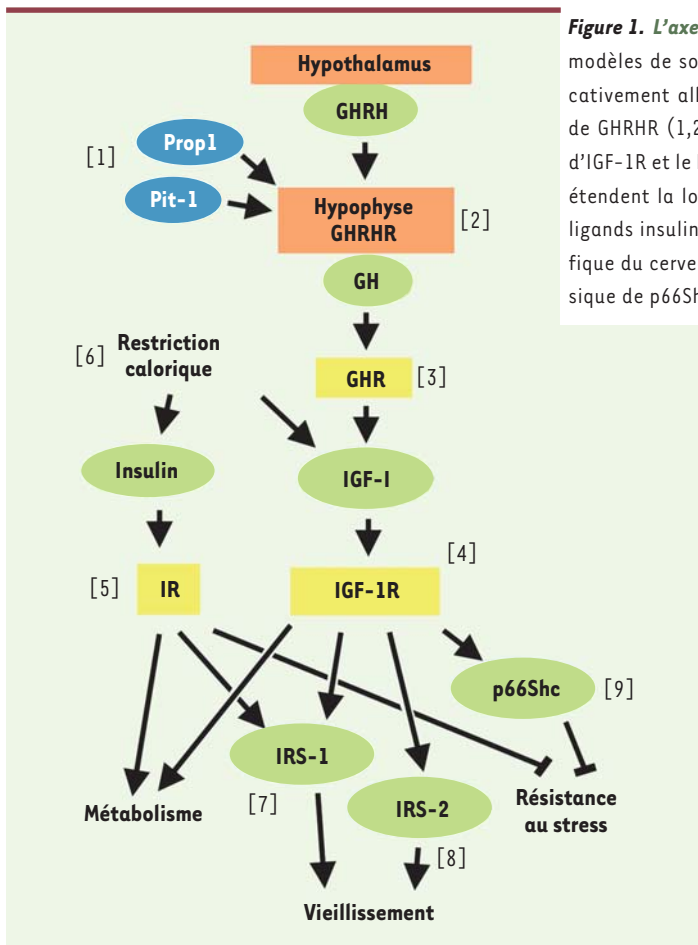 Figure 1. L'axe
modèles de so
cativement all
de GHRHR (1,2
d'IGF-1R et le
étendent la lo
ligands insulin
fique du cerve
sique de p66Sh
Hypothalamus
GHRH
[1]
Prop1
Pit-1
Hypophyse
GHRHR
[2]
GH
[6]
Restriction
calorique
GHR
[3]
Insulin
IGF-I
[4]
[5]
IR
IGF-1R
p66Shc
[9]
IRS-1
[7]
IRS-2
[8]
Métabolisme
Résistance
au stress
Vieillissement